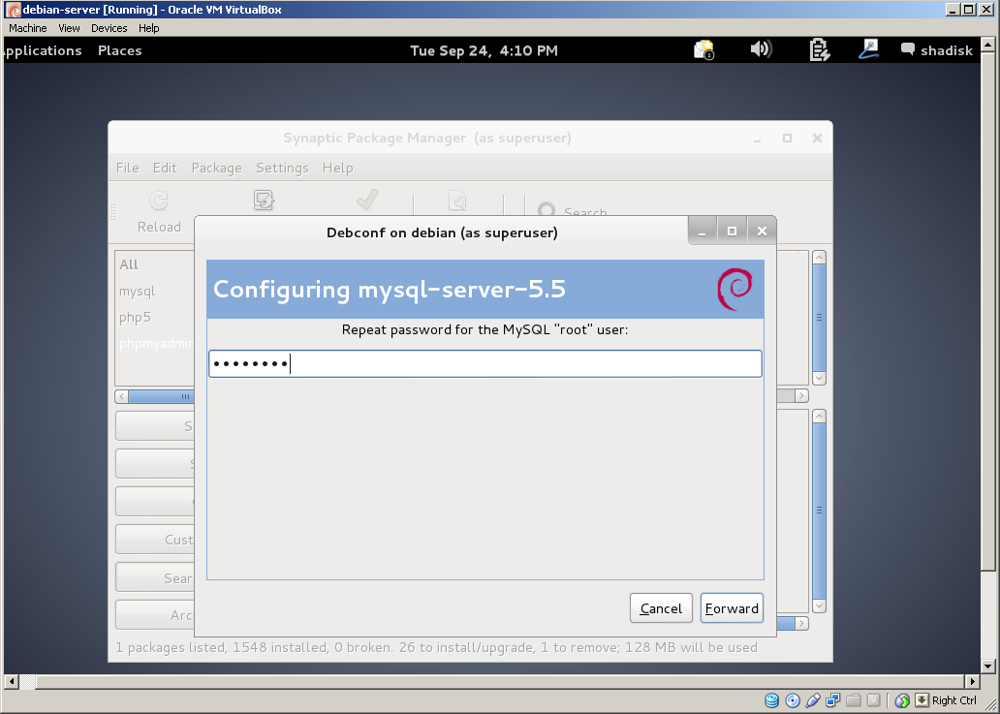 debian-server [Running] - Oracle VM VirtualBox
Machine View Devices Help
pplications Places Tue Sep 24, 4:10 PM 1 shadisk
Synaptic Package Manager (as superuser)
File Edit Package Settings Help
Reload Search
Debconf on debian (as superuser)
Configuring mysql-server-5.5
Repeat password for the MySQL "root" user:
••••••••
All
mysql
php5
phpmyadmin
S
S
Cust
Sear
Arc
Cancel Forward
1 packages listed, 1548 installed, 0 broken. 26 to install/upgrade, 1 to remove; 128 MB will be used
Right Ctrl